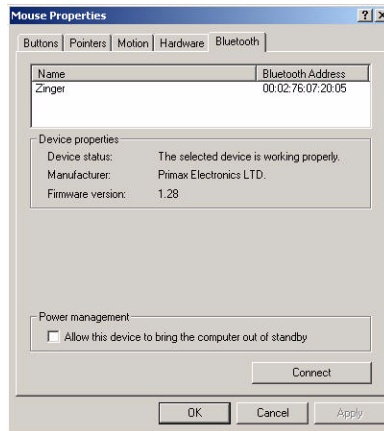 Mouse Properties ? X
Buttons Pointers Motion Hardware Bluetooth
Name Bluetooth Address
Zinger 00:02:76:07:20:05
Device properties
Device status: The selected device is working properly.
Manufacturer: Primax Electronics LTD.
Firmware version: 1.28
Power management
Allow this device to bring the computer out of standby
Connect
OK Cancel Apply